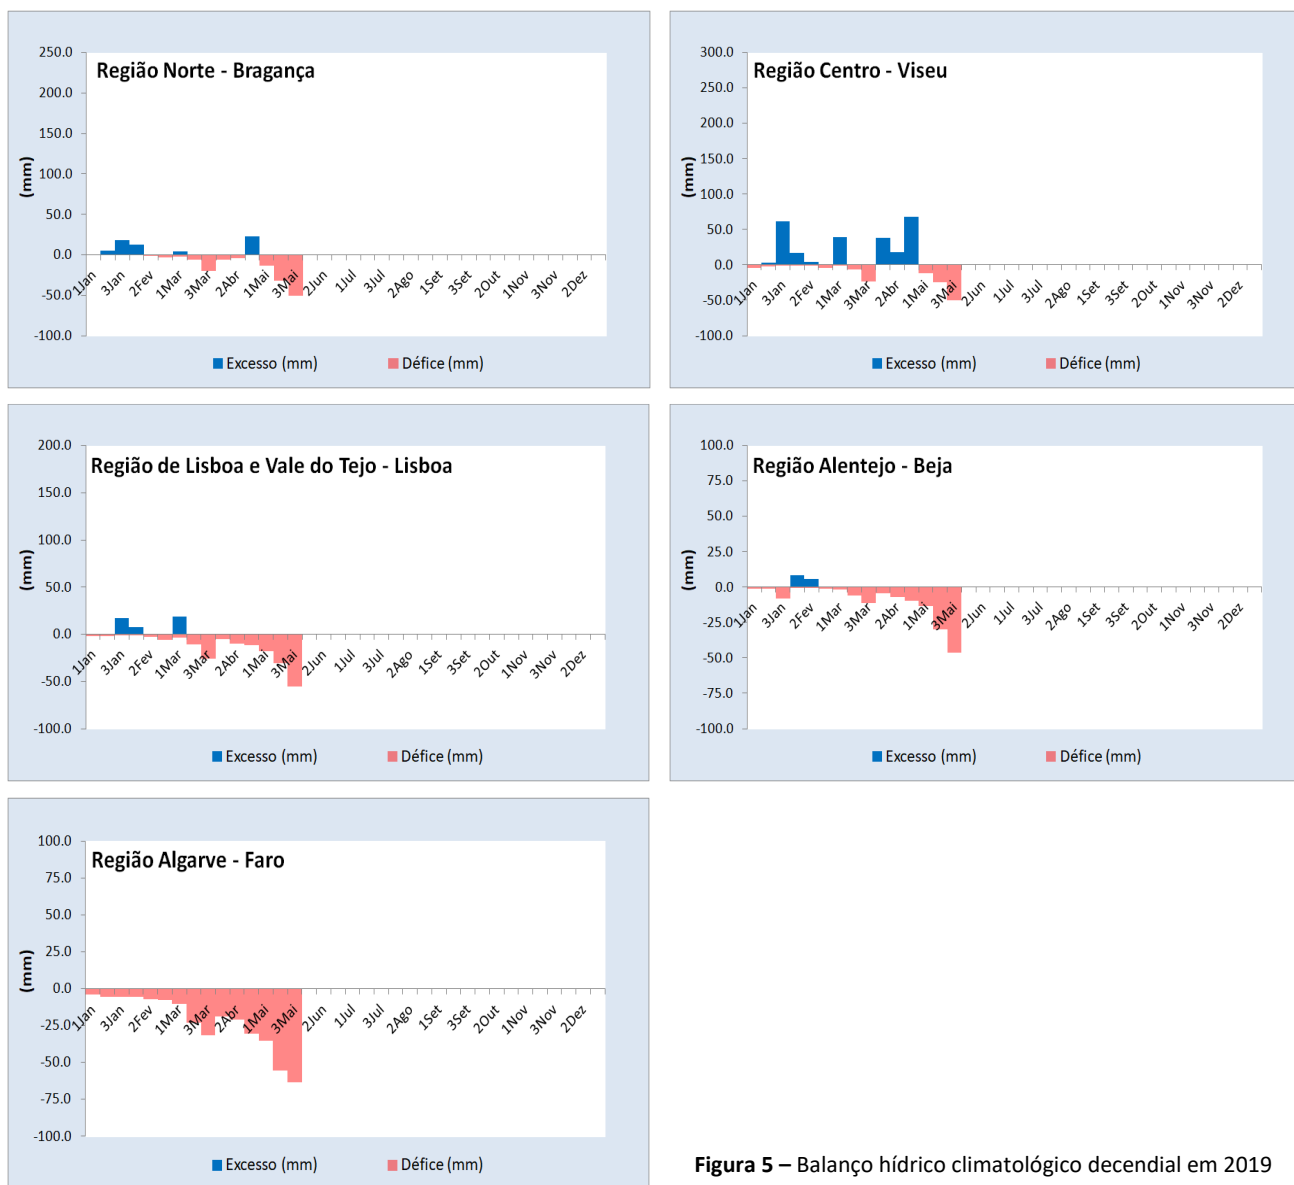 Região Norte - Bragança
250.0
200.0
150.0
100.0
50.0
0.0
-50.0
-100.0
(mm)
1Jan 3Jan 2Fev 1Mar 3Mar 2Abr 1Mai 3Mai 2Jun 1Jul 3Jul 2Ago 1Set 3Set 2Out 1Nov 3Nov 2Dez
Excesso (mm) Défice (mm)
Região Centro - Viseu
300.0
250.0
200.0
150.0
100.0
50.0
0.0
-50.0
-100.0
(mm)
1Jan 3Jan 2Fev 1Mar 3Mar 2Abr 1Mai 3Mai 2Jun 1Jul 3Jul 2Ago 1Set 3Set 2Out 1Nov 3Nov 2Dez
Excesso (mm) Défice (mm)
Região de Lisboa e Vale do Tejo - Lisboa
200.0
150.0
100.0
50.0
0.0
-50.0
-100.0
(mm)
1Jan 3Jan 2Fev 1Mar 3Mar 2Abr 1Mai 3Mai 2Jun 1Jul 3Jul 2Ago 1Set 3Set 2Out 1Nov 3Nov 2Dez
Excesso (mm) Défice (mm)
Região Alentejo - Beja
100.0
75.0
50.0
25.0
0.0
-25.0
-50.0
-75.0
-100.0
(mm)
1Jan 3Jan 2Fev 1Mar 3Mar 2Abr 1Mai 3Mai 2Jun 1Jul 3Jul 2Ago 1Set 3Set 2Out 1Nov 3Nov 2Dez
Excesso (mm) Défice (mm)
Região Algarve - Faro
100.0
75.0
50.0
25.0
0.0
-25.0
-50.0
-75.0
-100.0
(mm)
1Jan 3Jan 2Fev 1Mar 3Mar 2Abr 1Mai 3Mai 2Jun 1Jul 3Jul 2Ago 1Set 3Set 2Out 1Nov 3Nov 2Dez
Excesso (mm) Défice (mm)
Figura 5 – Balanço hídrico climatológico decendial em 2019